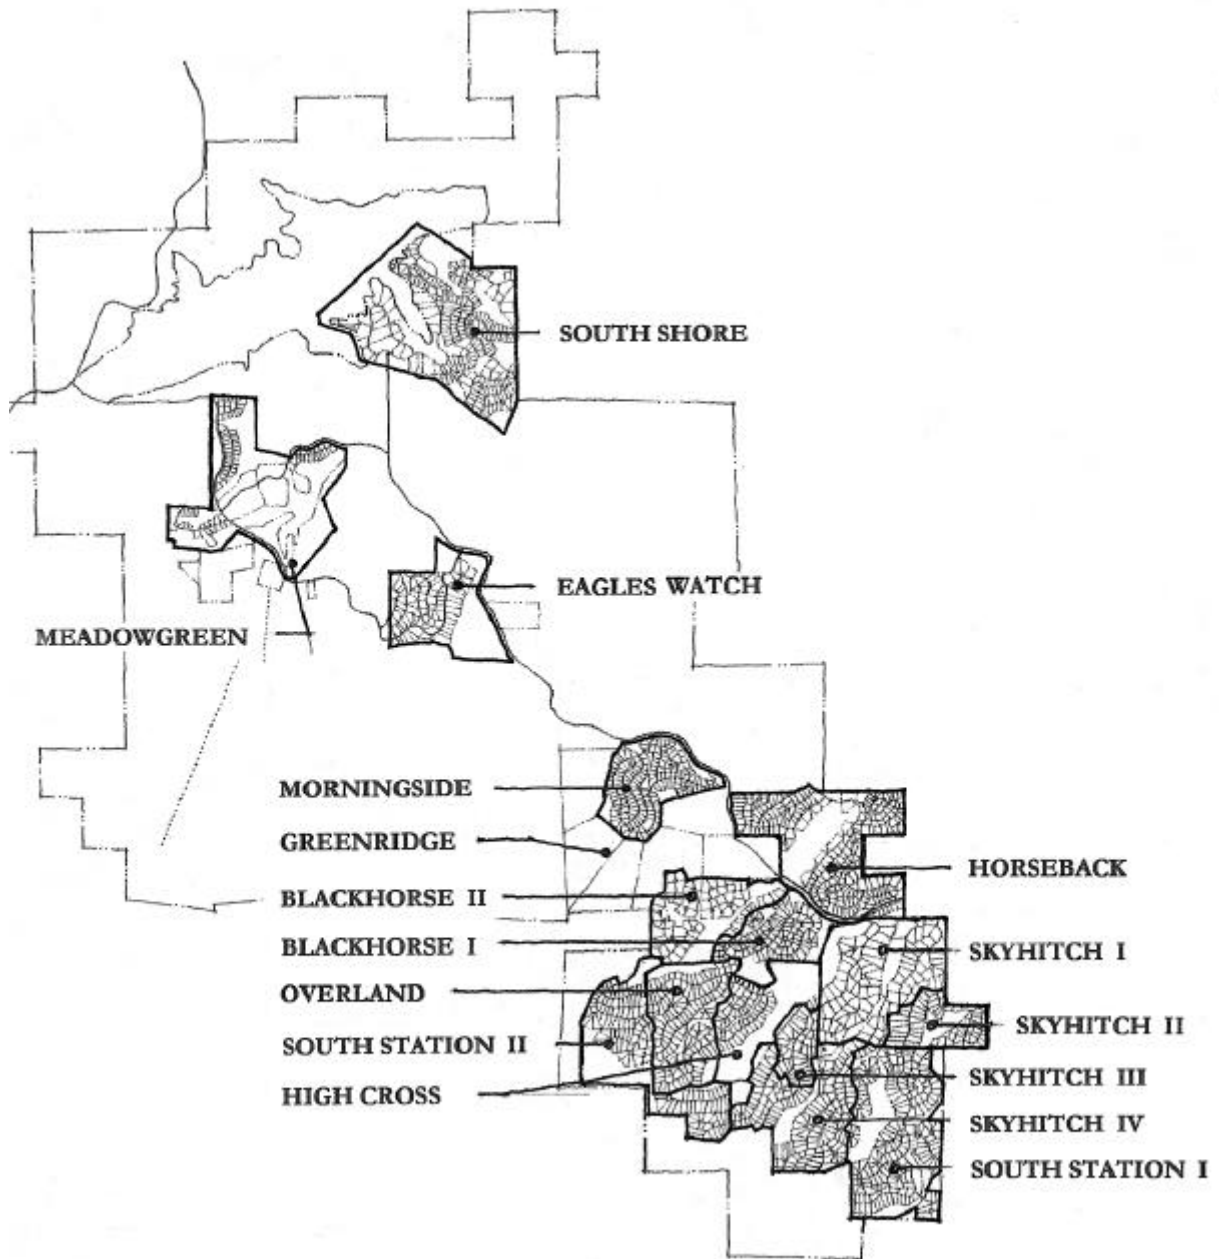 SOUTH SHORE
EAGLES WATCH
MEADOWGREEN
MORNINGSIDE
GREENRIDGE
HORSEBACK
BLACKHORSE II
BLACKHORSE I
SKYHITCH I
OVERLAND
SKYHITCH II
SOUTH STATION II
SKYHITCH III
HIGH CROSS
SKYHITCH IV
SOUTH STATION I